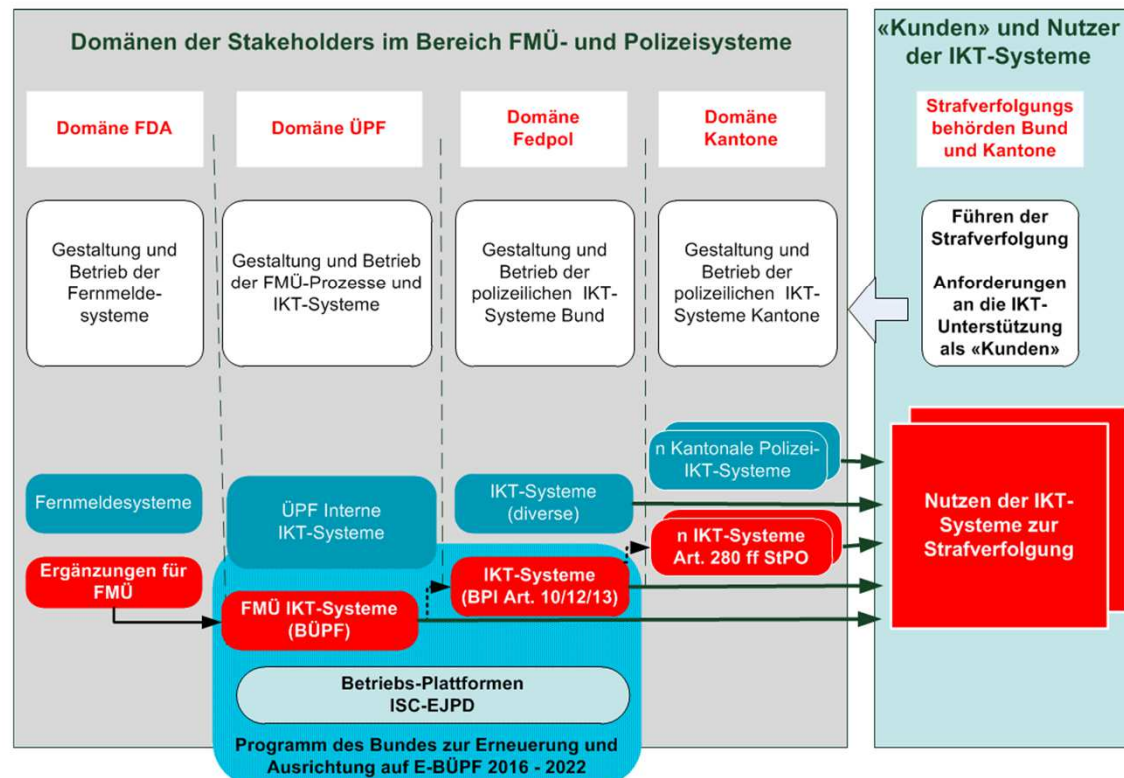 Domänen der Stakeholders im Bereich FMÜ- und Polizeisysteme
«Kunden» und Nutzer
der IKT-Systeme
Domäne FDA
Domäne ÜPF
Domäne
Fedpol
Domäne
Kantone
Strafverfolgungs
behörden Bund
und Kantone
Gestaltung und
Betrieb der
Fernmelde-
systeme
Gestaltung und Betrieb
der FMÜ-Prozesse und
IKT-Systeme
Gestaltung und
Betrieb der
polizeilichen IKT-
Systeme Bund
Gestaltung und
Betrieb der
polizeilichen IKT-
Systeme Kantone
Führen der
Strafverfolgung
Anforderungen
an die IKT-
Unterstützung
als «Kunden»
n Kantonale Polizei-
IKT-Systeme
Fernmeldesysteme
ÜPF Interne
IKT-Systeme
IKT-Systeme
(diverse)
n IKT-Systeme
Art. 280 ff StPO
Nutzen der IKT-
Systeme zur
Strafverfolgung
Ergänzungen für
FMÜ
FMÜ IKT-Systeme
(BÜPF)
IKT-Systeme
(BPI Art. 10/12/13)
Betriebs-Plattformen
ISC-EJPD
Programm des Bundes zur Erneuerung und
Ausrichtung auf E-BÜPF 2016 - 2022